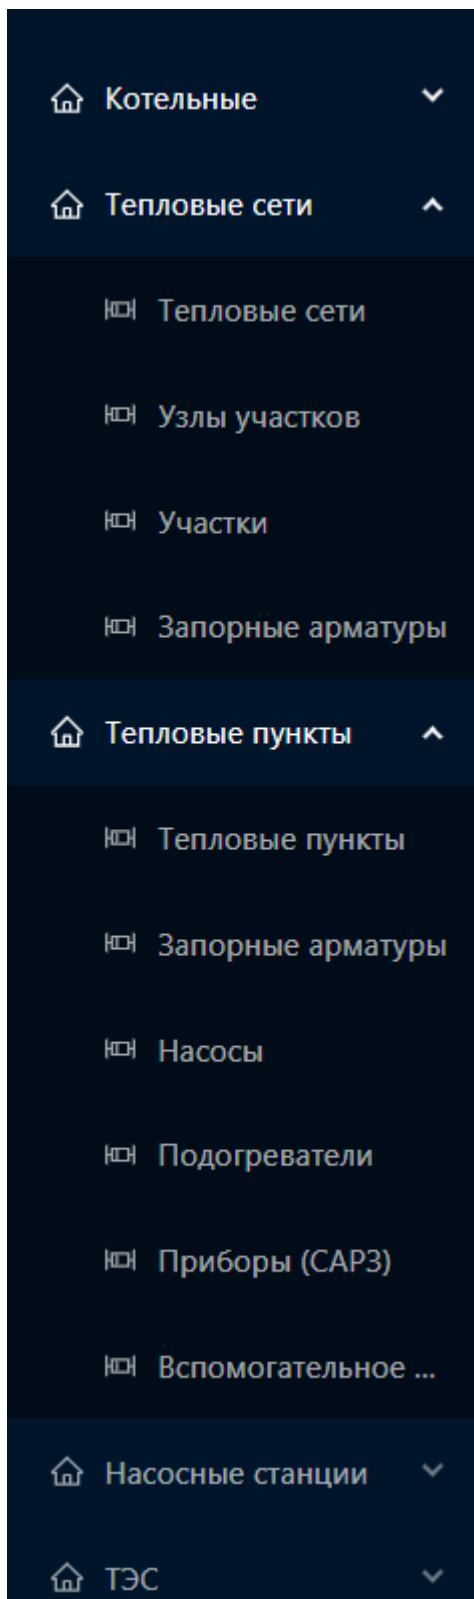 Котельные
Тепловые сети
Тепловые сети
Узлы участков
Участки
Запорные арматуры
Тепловые пункты
Тепловые пункты
Запорные арматуры
Насосы
Подогреватели
Приборы (САРЗ)
Вспомогательное ...
Насосные станции
ТЭС